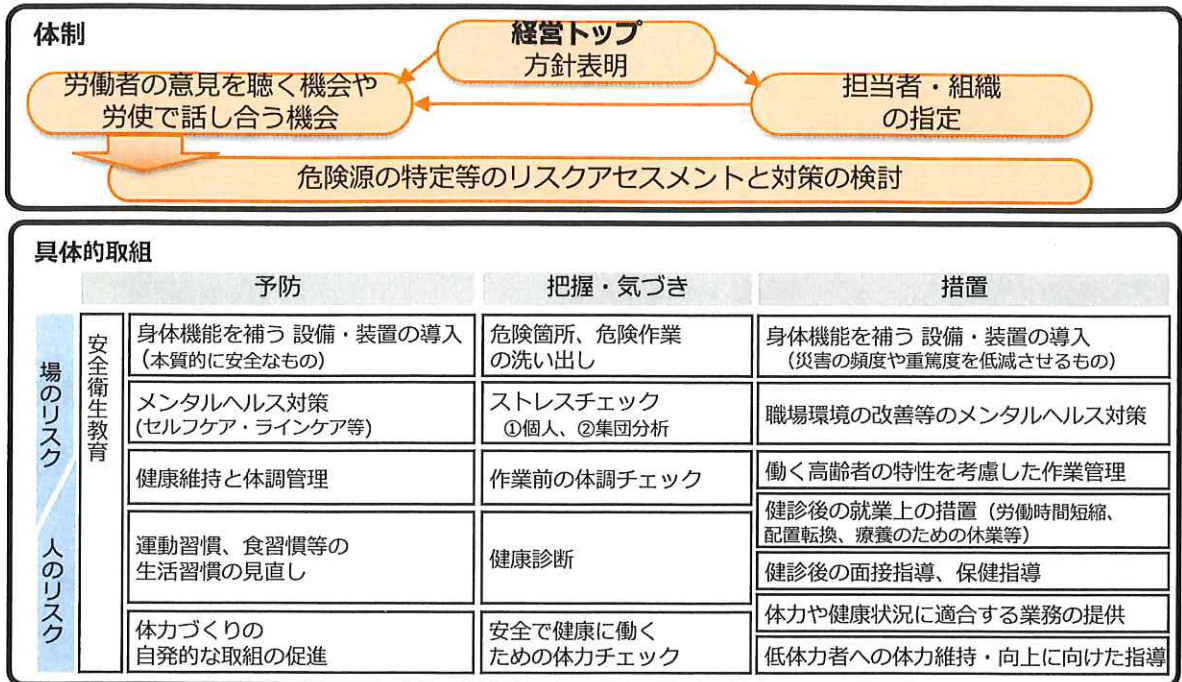 体制
経営トップ
方針表明
労働者の意見を聴く機会や
労使で話し合う機会
担当者・組織
の指定
危険源の特定等のリスクアセスメントと対策の検討
具体的取組
予防
把握・気づき
措置
場のリスク
人のリスク
安全衛生教育
身体機能を補う 設備・装置の導入
(本質的に安全なもの)
危険箇所、危険作業
の洗い出し
身体機能を補う 設備・装置の導入
(災害の頻度や重篤度を低減させるもの)
メンタルヘルス対策
(セルフケア・ラインケア等)
ストレスチェック
①個人、②集団分析
職場環境の改善等のメンタルヘルス対策
健康維持と体調管理
作業前の体調チェック
働く高齢者の特性を考慮した作業管理
運動習慣、食習慣等の
生活習慣の見直し
健康診断
健診後の就業上の措置(労働時間短縮、
配置転換、療養のための休業等)
健診後の面接指導、保健指導
体力づくりの
自発的な取組の促進
安全で健康に働く
ための体力チェック
体力や健康状況に適合する業務の提供
低体力者への体力維持・向上に向けた指導